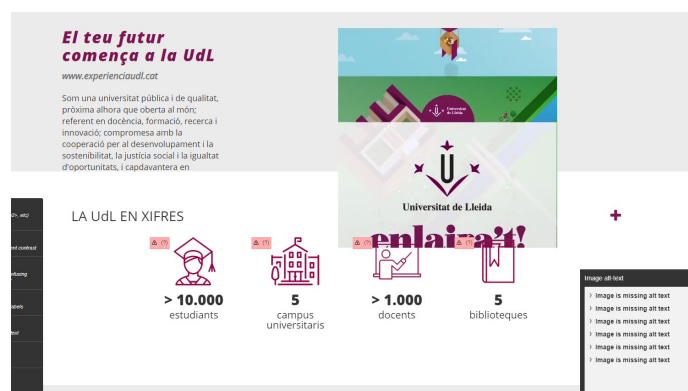 El teu futur
comença a la UdL
www.experienciaudl.cat
Som una universitat pública i de qualitat,
pròxima alhora que oberta al món;
referent en docència, formació, recerca i
innovació; compromesa amb la
cooperació per al desenvolupament i la
sostenibilitat, la justícia social i la igualtat
d'oportunitats, i capdavantera en
Universitat
de Lleida
U
Universitat de Lleida
enlaira't!
LA UdL EN XIFRES
+
(?)
(?)
(?)
(?)
> 10.000
estudiants
5
campus
universitaris
> 1.000
docents
5
biblioteques
etc)
contrast
text
Image alt-text
Image is missing alt text
Image is missing alt text
Image is missing alt text
Image is missing alt text
Image is missing alt text
Image is missing alt text